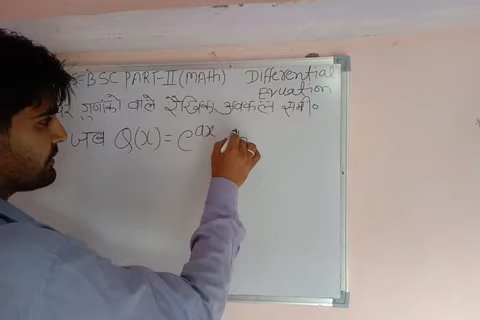 BSC PART-II (MATH) Differential Equation
गुणांको वाले रैखिक अवकल समी०
जब Q(x) = e^ax